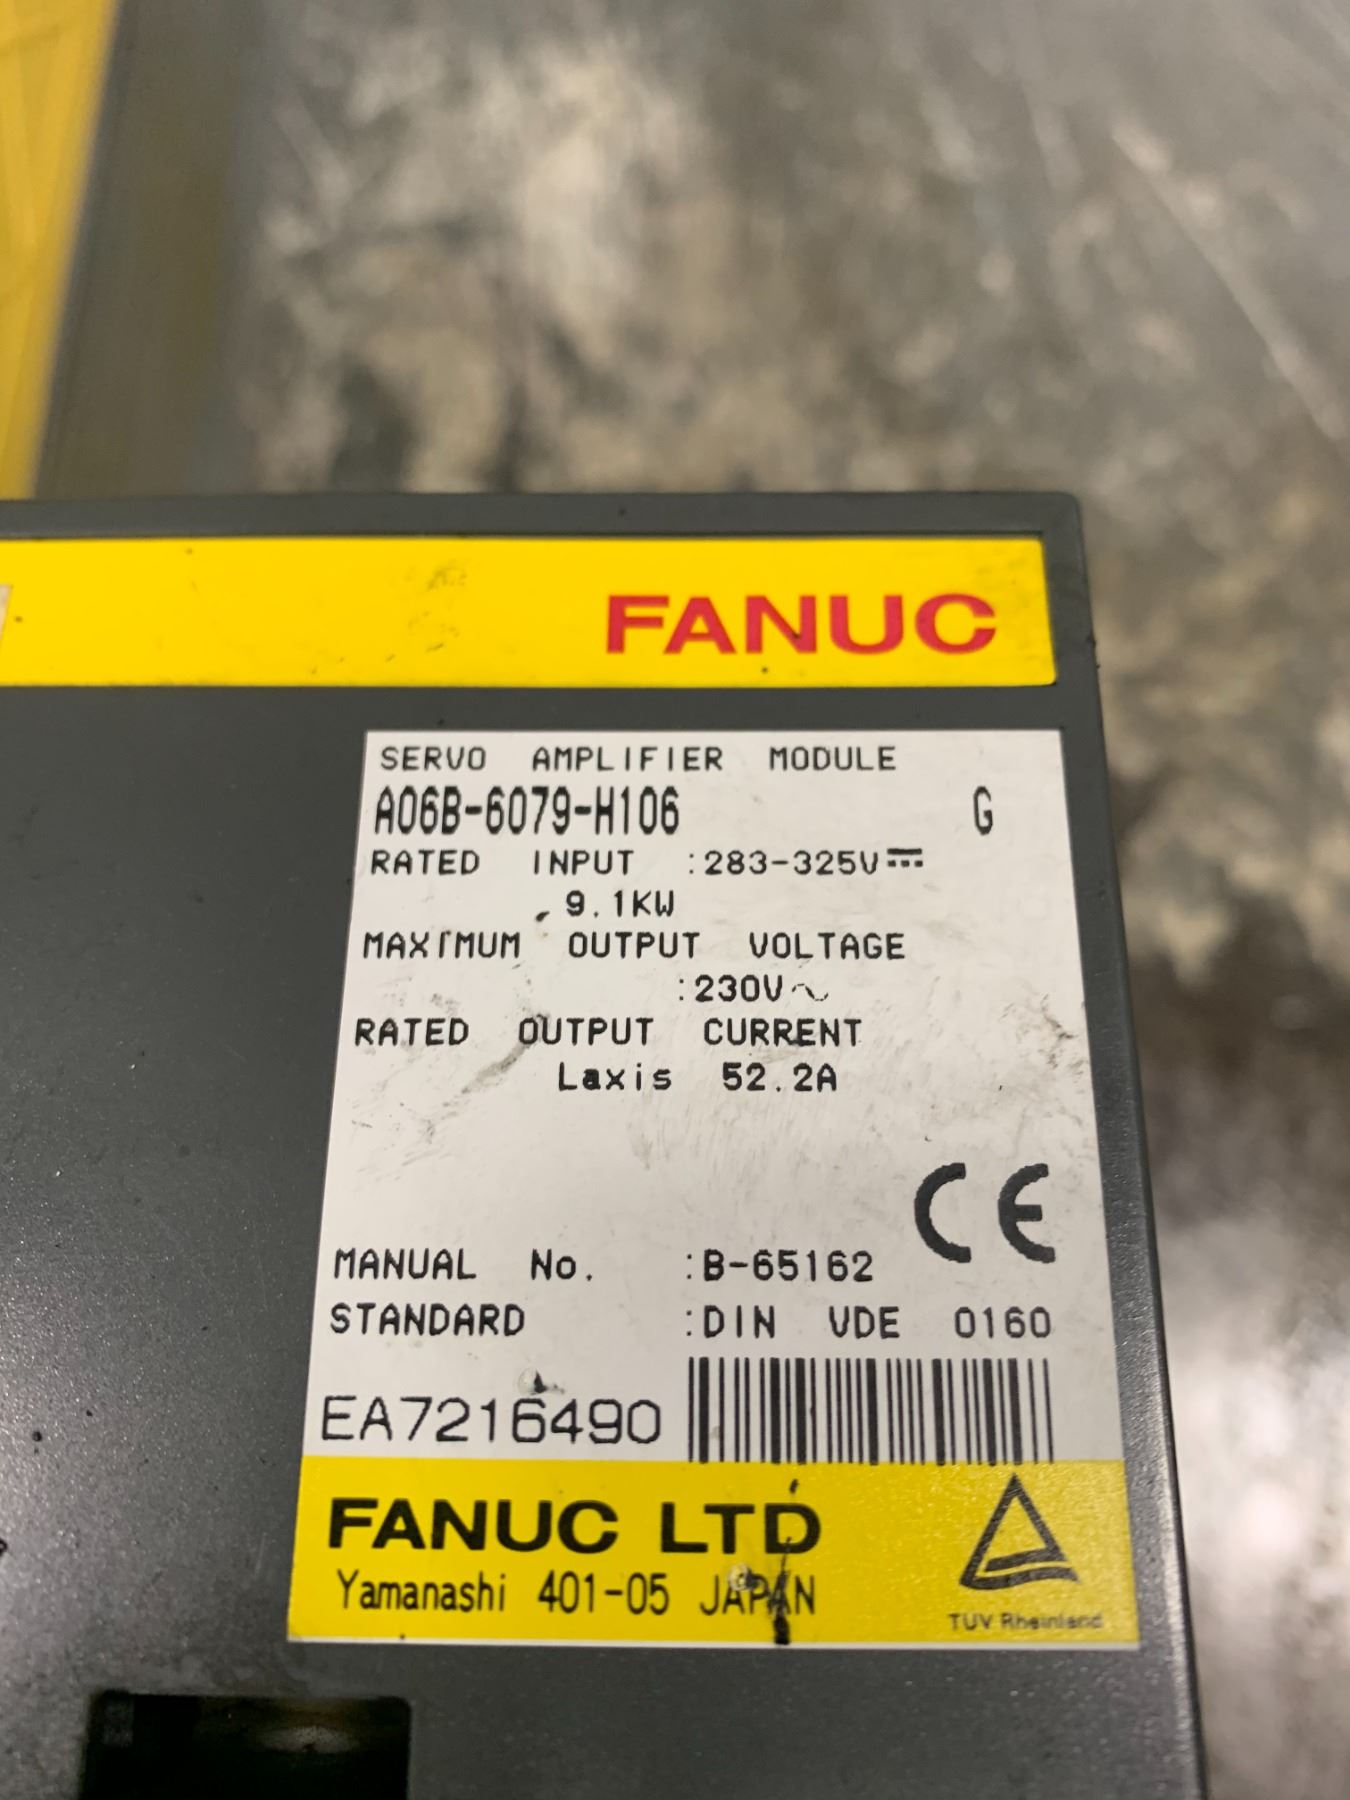 FANUC
SERVO AMPLIFIER MODULE
A06B-6079-H106 G
RATED INPUT :283-325V⎓
9.1KW
MAXIMUM OUTPUT VOLTAGE
:230V~
RATED OUTPUT CURRENT
Laxis 52.2A
CE
MANUAL No. :B-65162
STANDARD :DIN VDE 0160
EA7216490
FANUC LTD
Yamanashi 401-05 JAPAN
TUV Rheinland